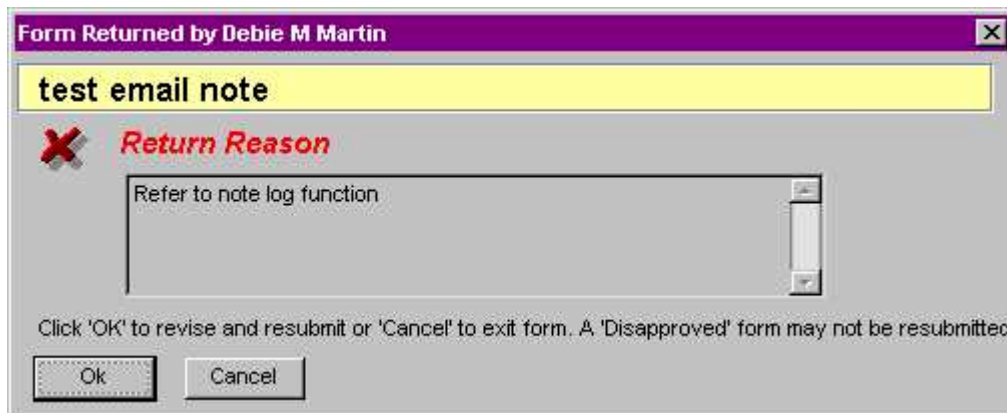 Form Returned by Debie M Martin
test email note
Return Reason
Refer to note log function
Click 'OK' to revise and resubmit or 'Cancel' to exit form. A 'Disapproved' form may not be resubmitted
Ok Cancel